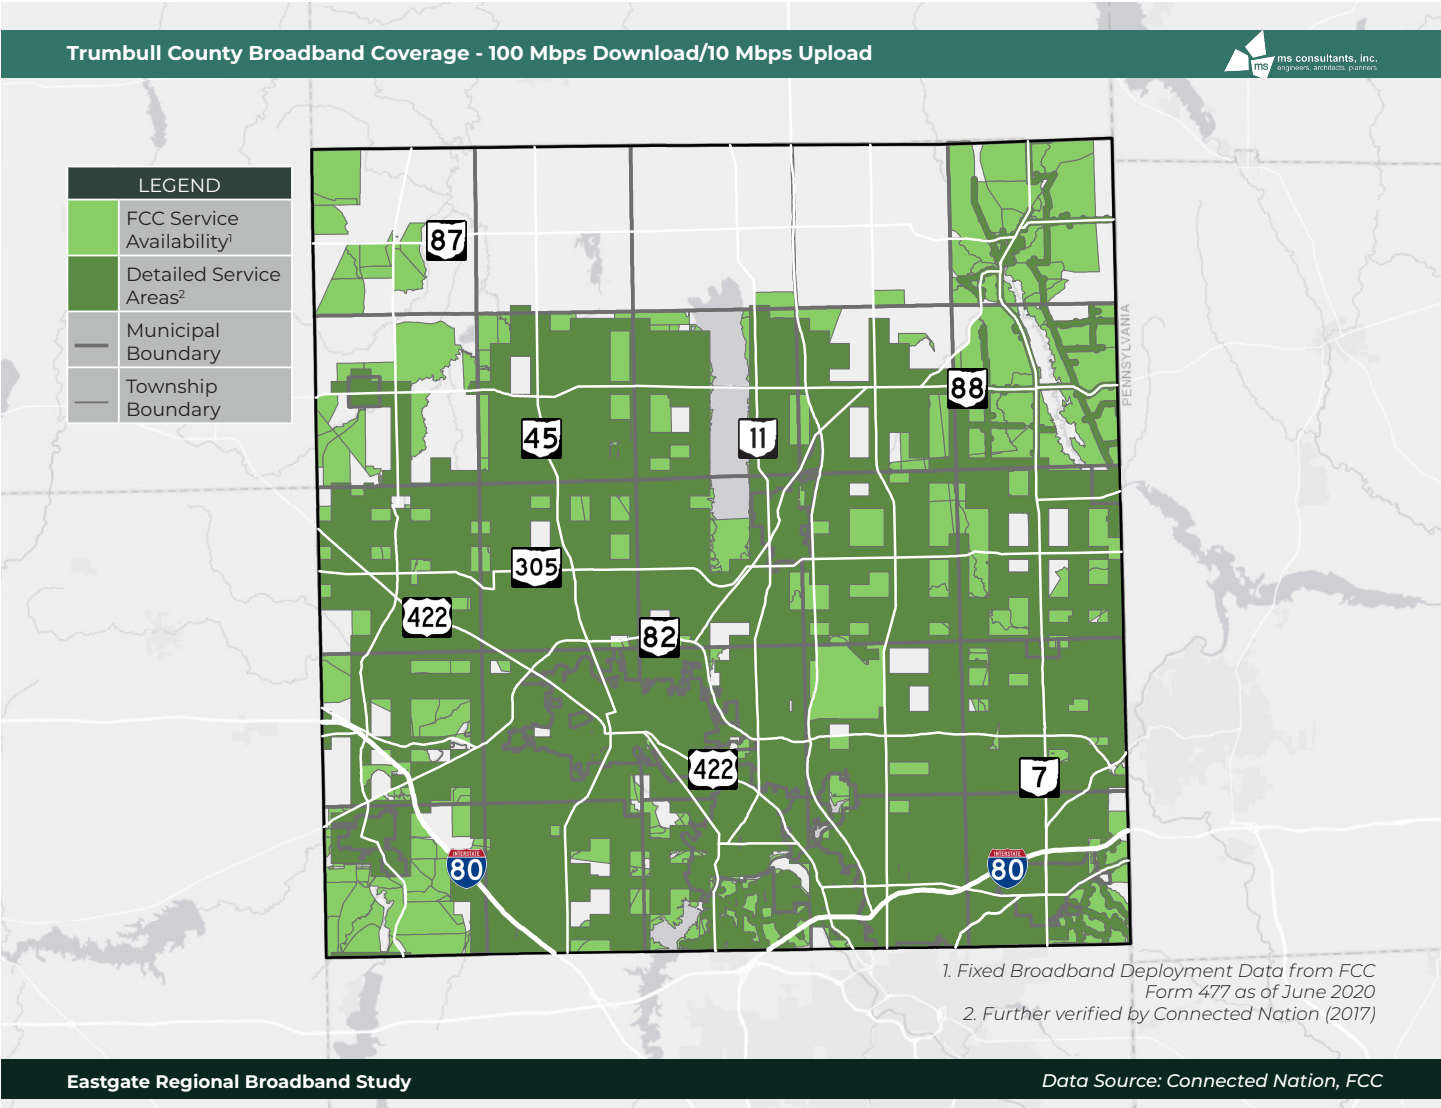 Trumbull County Broadband Coverage - 100 Mbps Download/10 Mbps Upload
ms
ms consultants, inc.
engineers, architects, planners
LEGEND
FCC Service
Availability1
Detailed Service
Areas2
Municipal
Boundary
Township
Boundary
87
88
45
11
305
422
82
422
7
INTERSTATE
80
INTERSTATE
80
PENNSYLVANIA
1. Fixed Broadband Deployment Data from FCC
Form 477 as of June 2020
2. Further verified by Connected Nation (2017)
Eastgate Regional Broadband Study
Data Source: Connected Nation, FCC